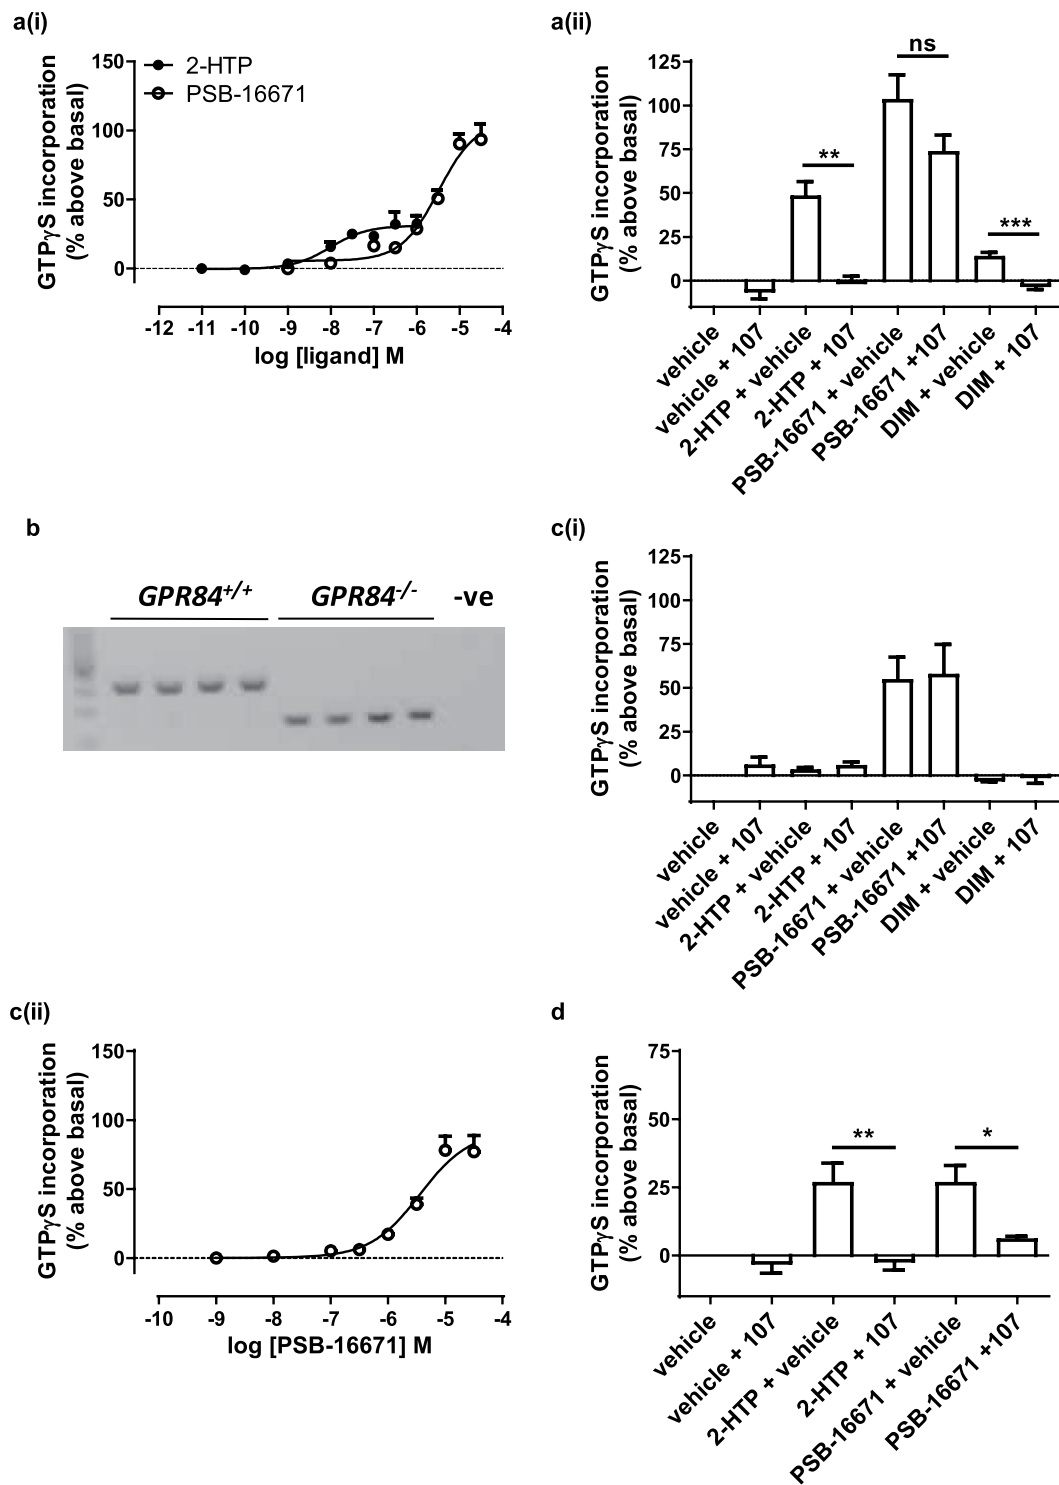 a(i)
GTPγS incorporation
(% above basal)
150
100
50
0
2-HTP
PSB-16671
-12 -11 -10 -9 -8 -7 -6 -5 -4
log [ligand] M
a(ii)
GTPγS incorporation
(% above basal)
125
100
75
50
25
0
**
ns
***
vehicle
vehicle + 107
2-HTP + vehicle
2-HTP + 107
PSB-16671 + vehicle
PSB-16671 +107
DIM + vehicle
DIM + 107
b
GPR84+/+ GPR84-/- -ve
c(i)
GTPγS incorporation
(% above basal)
125
100
75
50
25
0
vehicle
vehicle + 107
2-HTP + vehicle
2-HTP + 107
PSB-16671 + vehicle
PSB-16671 +107
DIM + vehicle
DIM + 107
c(ii)
GTPγS incorporation
(% above basal)
150
100
50
0
-10 -9 -8 -7 -6 -5 -4
log [PSB-16671] M
d
GTPγS incorporation
(% above basal)
75
50
25
0
**
*
vehicle
vehicle + 107
2-HTP + vehicle
2-HTP + 107
PSB-16671 + vehicle
PSB-16671 +107